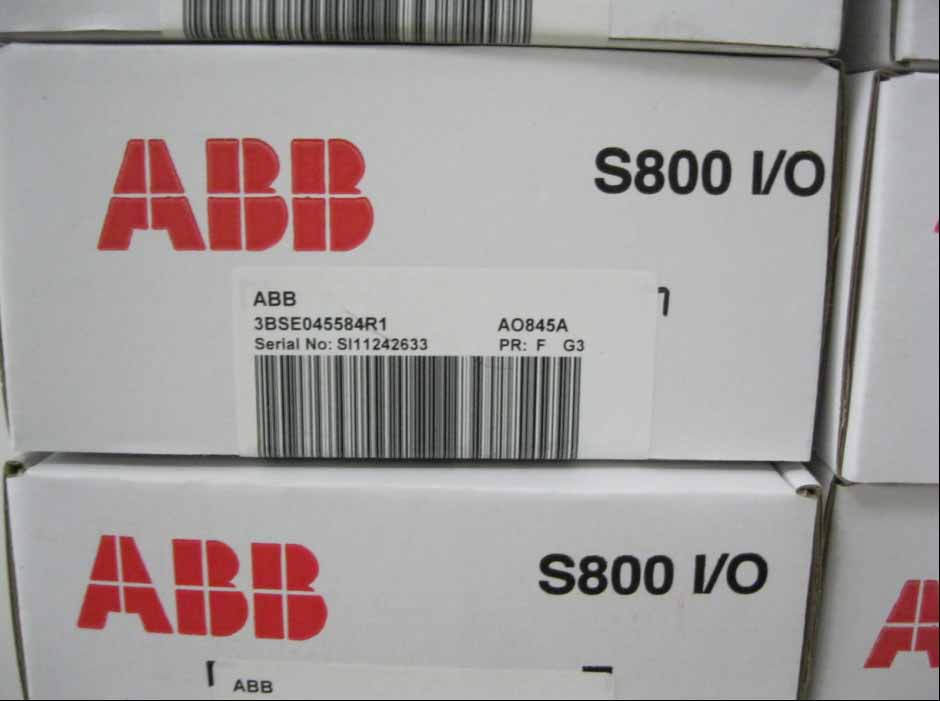 ABB
S800 I/O
ABB
3BSE045584R1 AO845A
Serial No: SI11242633 PR: F G3
ABB
S800 I/O
ABB